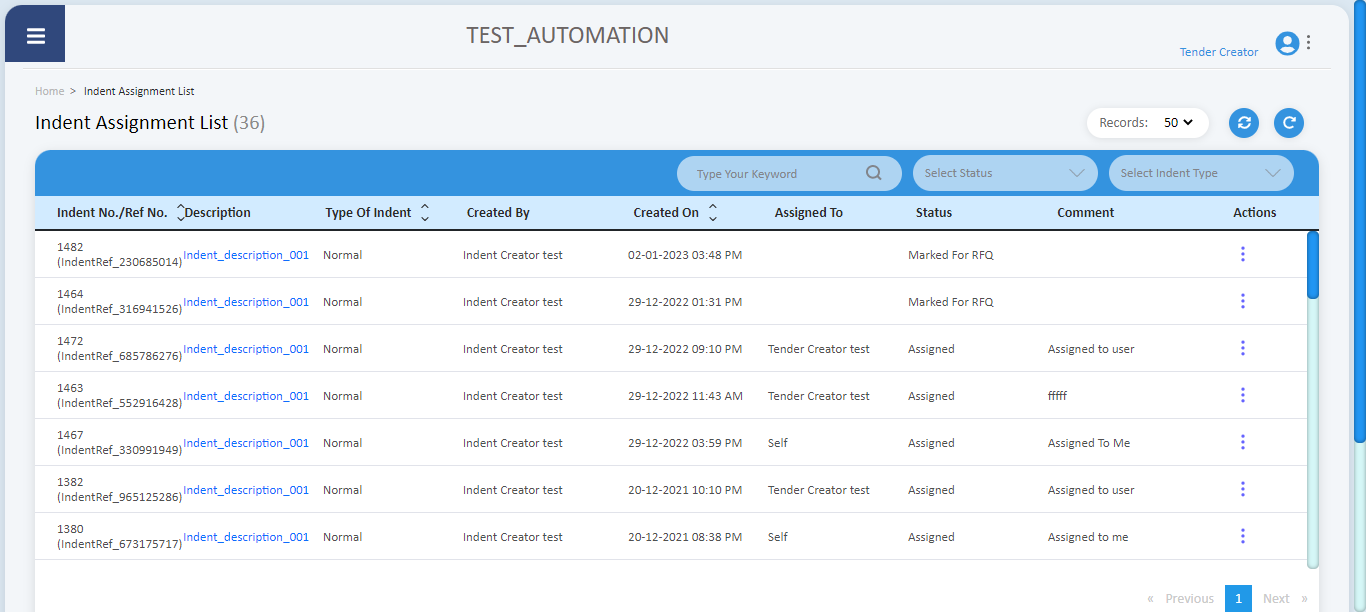 TEST_AUTOMATION
Tender Creator
Home > Indent Assignment List
Indent Assignment List (36)
Records: 50
Type Your Keyword
Select Status
Select Indent Type
Indent No./Ref No. Description Type Of Indent Created By Created On Assigned To Status Comment Actions
1482
(IndentRef_230685014) Indent_description_001 Normal Indent Creator test 02-01-2023 03:48 PM Marked For RFQ
1464
(IndentRef_316941526) Indent_description_001 Normal Indent Creator test 29-12-2022 01:31 PM Marked For RFQ
1472
(IndentRef_685786276) Indent_description_001 Normal Indent Creator test 29-12-2022 09:10 PM Tender Creator test Assigned Assigned to user
1463
(IndentRef_552916428) Indent_description_001 Normal Indent Creator test 29-12-2022 11:43 AM Tender Creator test Assigned fffff
1467
(IndentRef_330991949) Indent_description_001 Normal Indent Creator test 29-12-2022 03:59 PM Self Assigned Assigned To Me
1382
(IndentRef_965125286) Indent_description_001 Normal Indent Creator test 20-12-2021 10:10 PM Tender Creator test Assigned Assigned to user
1380
(IndentRef_673175717) Indent_description_001 Normal Indent Creator test 20-12-2021 08:38 PM Self Assigned Assigned to me
« Previous 1 Next »